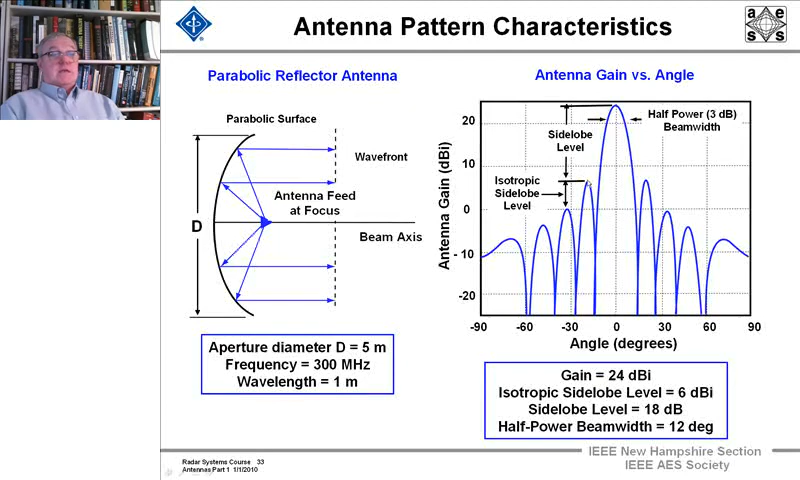 Antenna Pattern Characteristics
a e
s s
Parabolic Reflector Antenna
Parabolic Surface
Wavefront
Antenna Feed
at Focus
D
Beam Axis
Aperture diameter D = 5 m
Frequency = 300 MHz
Wavelength = 1 m
Antenna Gain vs. Angle
Antenna Gain (dBi)
20
10
0
- 10
-20
Sidelobe
Level
Half Power (3 dB)
Beamwidth
Isotropic
Sidelobe
Level
-90 -60 -30 0 30 60 90
Angle (degrees)
Gain = 24 dBi
Isotropic Sidelobe Level = 6 dBi
Sidelobe Level = 18 dB
Half-Power Beamwidth = 12 deg
Radar Systems Course 33
Antennas Part 1 1/1/2010
IEEE New Hampshire Section
IEEE AES Society